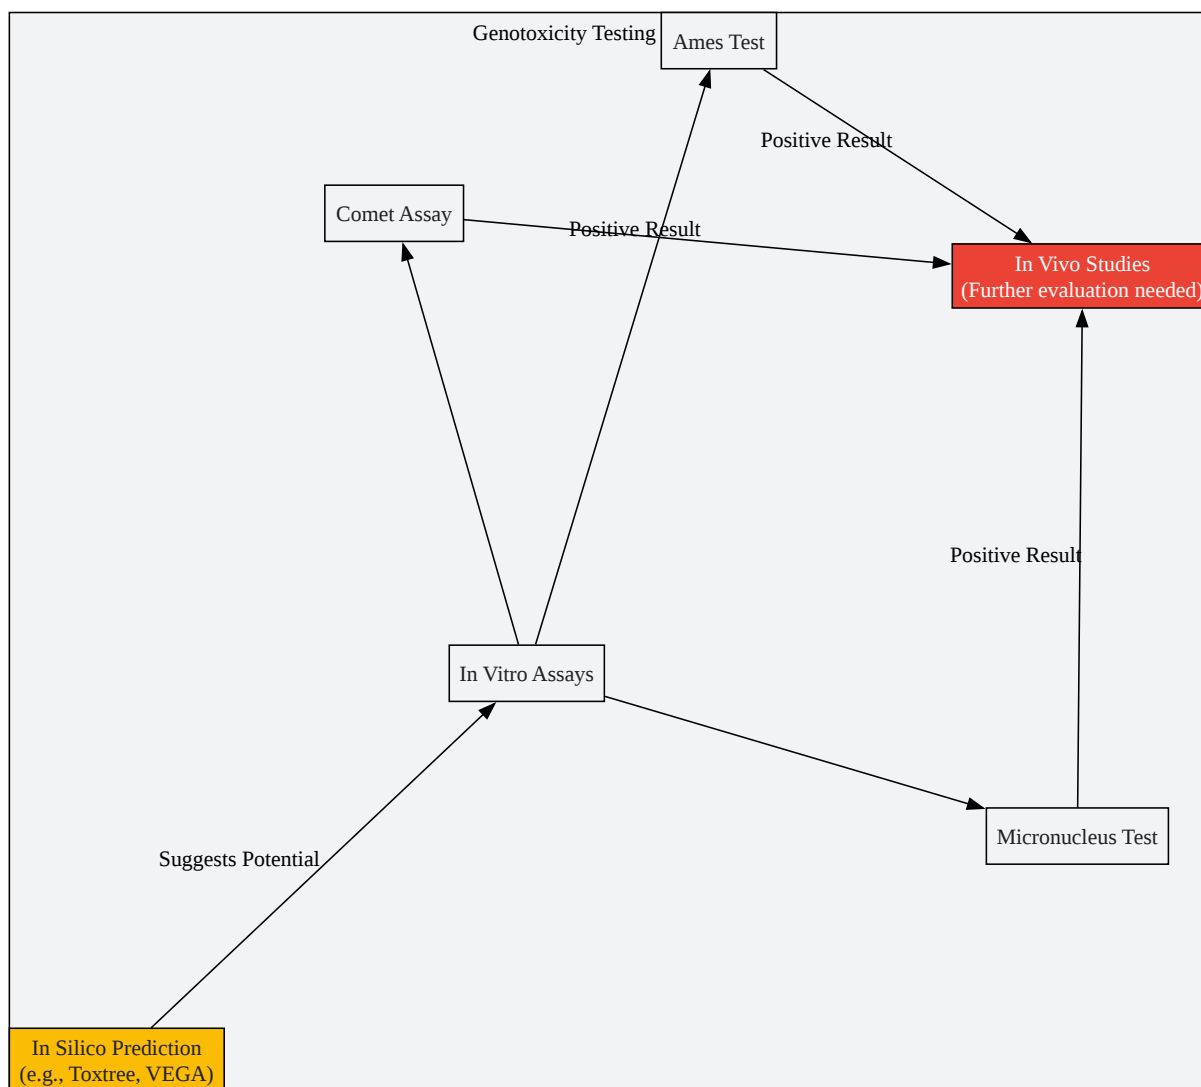 Genotoxicity Testing
Ames Test
Positive Result
Comet Assay
Positive Result
In Vivo Studies
(Further evaluation needed)
Positive Result
In Vitro Assays
Micronucleus Test
Suggests Potential
In Silico Prediction
(e.g., Toxtree, VEGA)